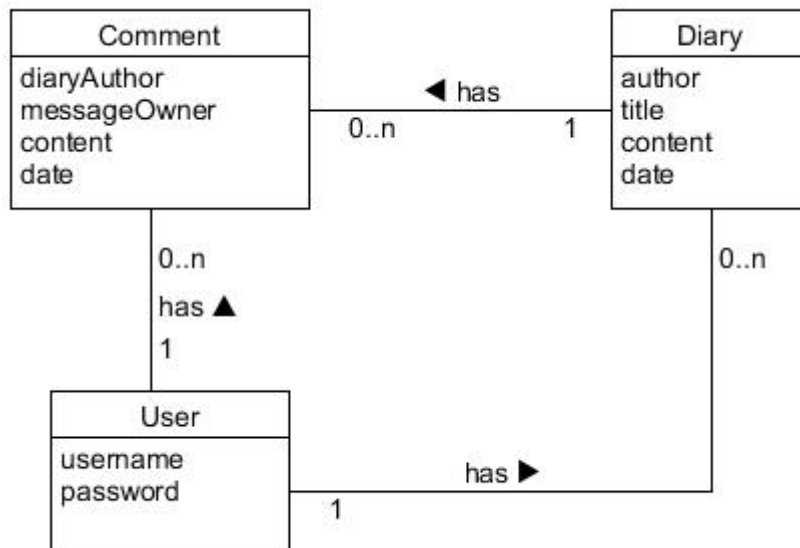 Comment
diaryAuthor
messageOwner
content
date
◀ has
0..n
1
Diary
author
title
content
date
0..n
has ▲
1
0..n
User
username
password
has ▶
1